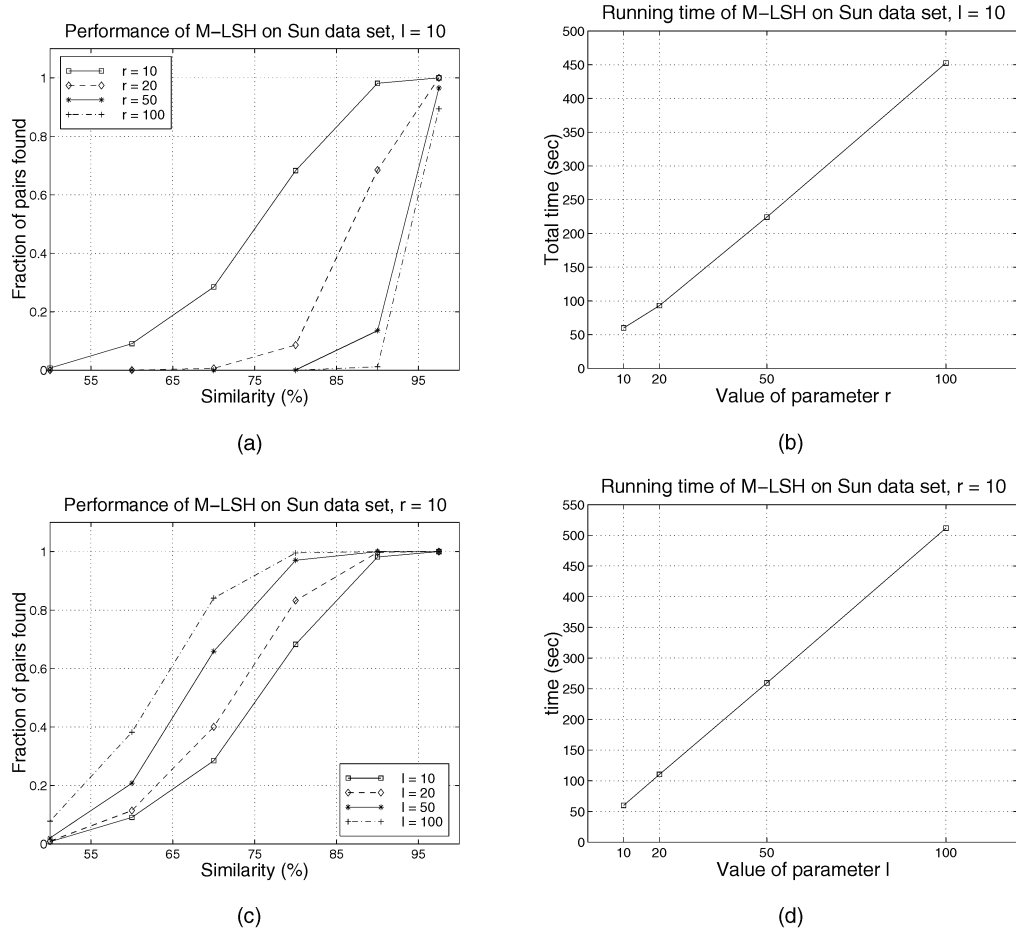 Performance of M−LSH on Sun data set, l = 10
1
0.8
0.6
0.4
0.2
0
Fraction of pairs found
r = 10
r = 20
r = 50
r = 100
55 65 75 85 95
Similarity (%)
(a)
Running time of M−LSH on Sun data set, l = 10
500
450
400
350
300
250
200
150
100
50
0
Total time (sec)
10 20 50 100
Value of parameter r
(b)
Performance of M−LSH on Sun data set, r = 10
1
0.8
0.6
0.4
0.2
0
Fraction of pairs found
l = 10
l = 20
l = 50
l = 100
55 65 75 85 95
Similarity (%)
(c)
Running time of M−LSH on Sun data set, r = 10
550
500
450
400
350
300
250
200
150
100
50
0
time (sec)
10 20 50 100
Value of parameter l
(d)